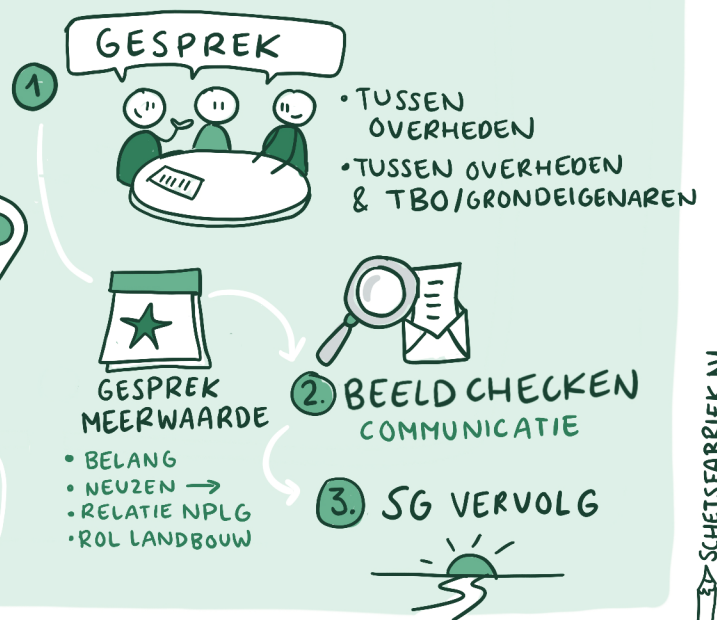 GESPREK
1
• TUSSEN
OVERHEDEN
• TUSSEN OVERHEDEN
& TBO/GRONDEIGENAREN
GESPREK
MEERWAARDE
• BELANG
• NEUZEN →
• RELATIE NPLG
• ROL LANDBOUW
2. BEELD CHECKEN
COMMUNICATIE
3. SG VERVOLG
SCHETSFABRIEK.NL